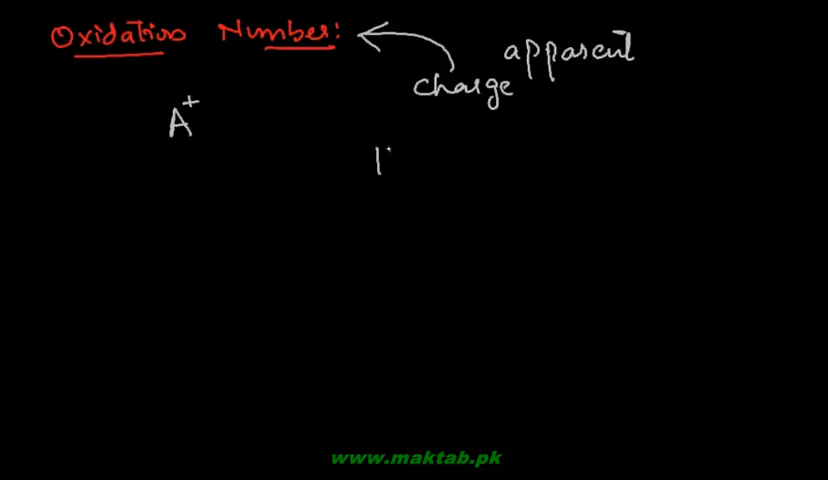 Oxidation Number:
apparent
charge
A+
www.maktab.pk